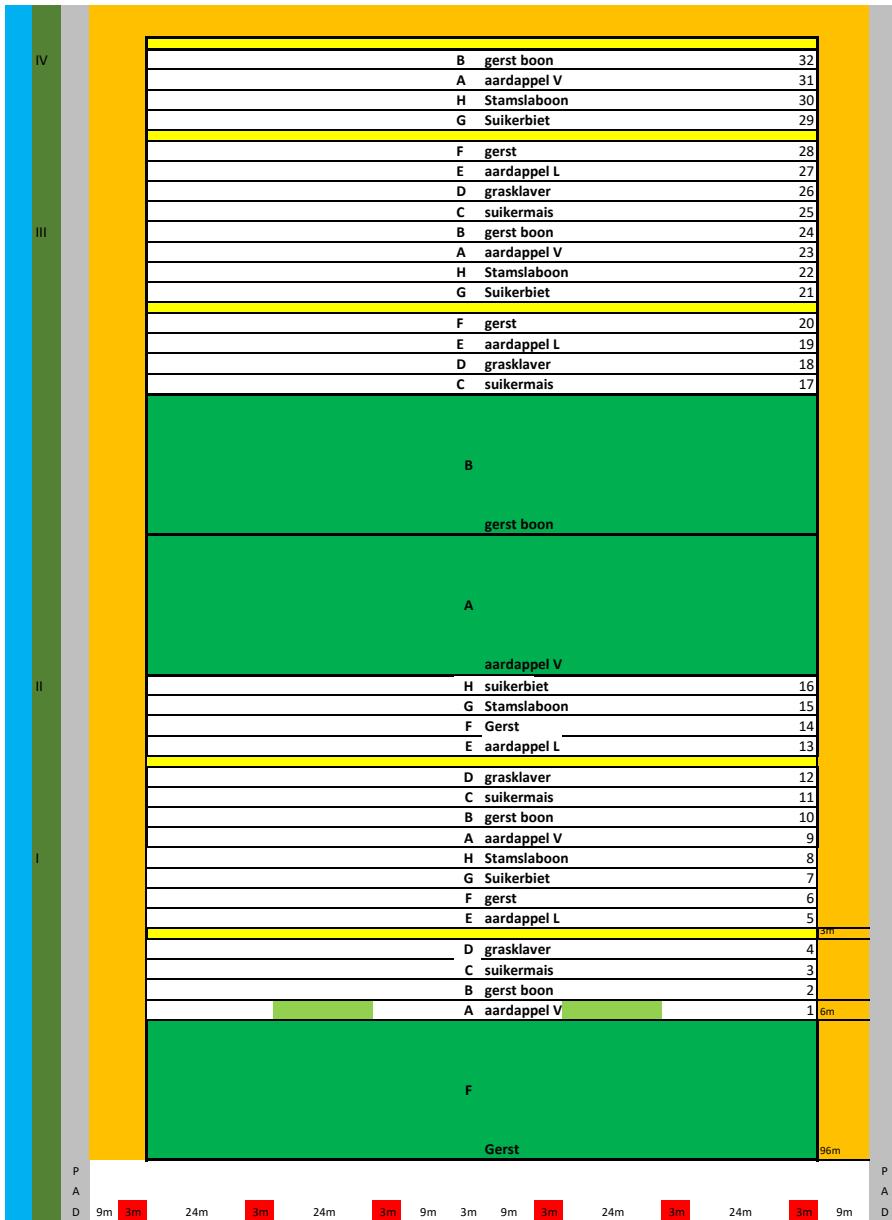 IV B gerst boon 32
A aardappel V 31
H Stamslaboon 30
G Suikerbiet 29
F gerst 28
E aardappel L 27
D grasklaver 26
C suikermais 25
III B gerst boon 24
A aardappel V 23
H Stamslaboon 22
G Suikerbiet 21
F gerst 20
E aardappel L 19
D grasklaver 18
C suikermais 17
B
gerst boon
A
aardappel V
II H suikerbiet 16
G Stamslaboon 15
F Gerst 14
E aardappel L 13
D grasklaver 12
C suikermais 11
B gerst boon 10
A aardappel V 9
I H Stamslaboon 8
G Suikerbiet 7
F gerst 6
E aardappel L 5
3m
D grasklaver 4
C suikermais 3
B gerst boon 2
A aardappel V 1 6m
F
Gerst 96m
P P
A A
D 9m 3m 24m 3m 24m 3m 9m 3m 9m 3m 24m 3m 24m 3m 9m D